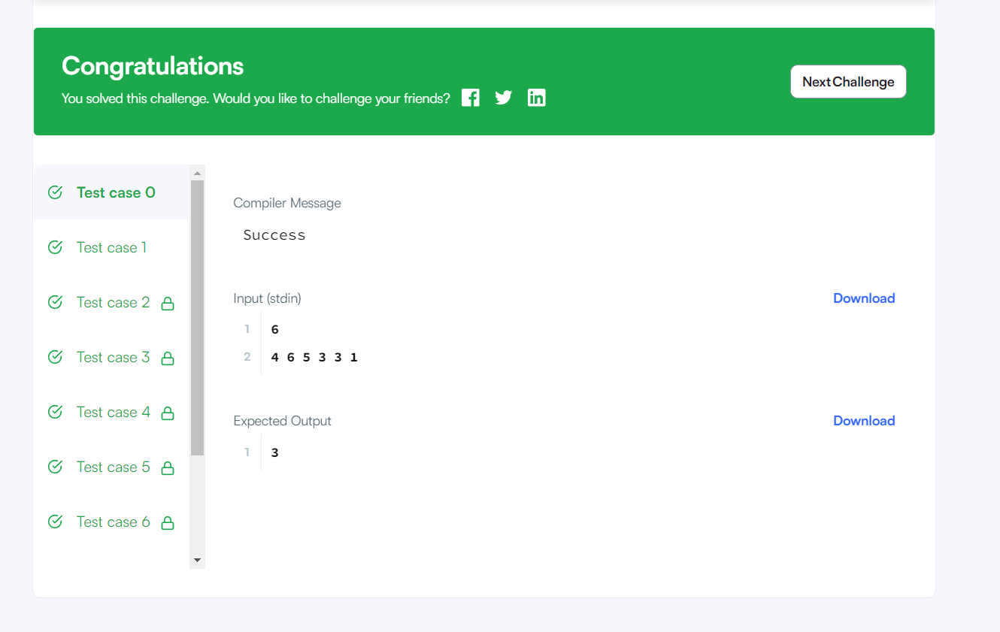 Congratulations
You solved this challenge. Would you like to challenge your friends?
Next Challenge
Test case 0
Test case 1
Test case 2
Test case 3
Test case 4
Test case 5
Test case 6
Compiler Message
Success
Input (stdin)
Download
1 6
2 4 6 5 3 3 1
Expected Output
Download
1 3